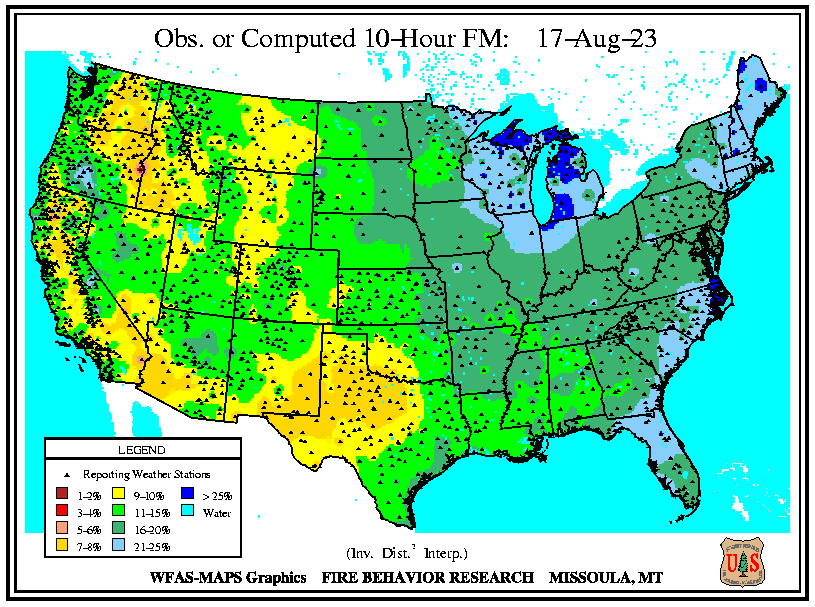 Obs. or Computed 10-Hour FM: 17-Aug-23
LEGEND
Reporting Weather Stations
1-2% 9-10% > 25%
3-4% 11-15% Water
5-6% 16-20%
7-8% 21-25%
(Inv. Dist.² Interp.)
WFAS-MAPS Graphics FIRE BEHAVIOR RESEARCH MISSOULA, MT
U S